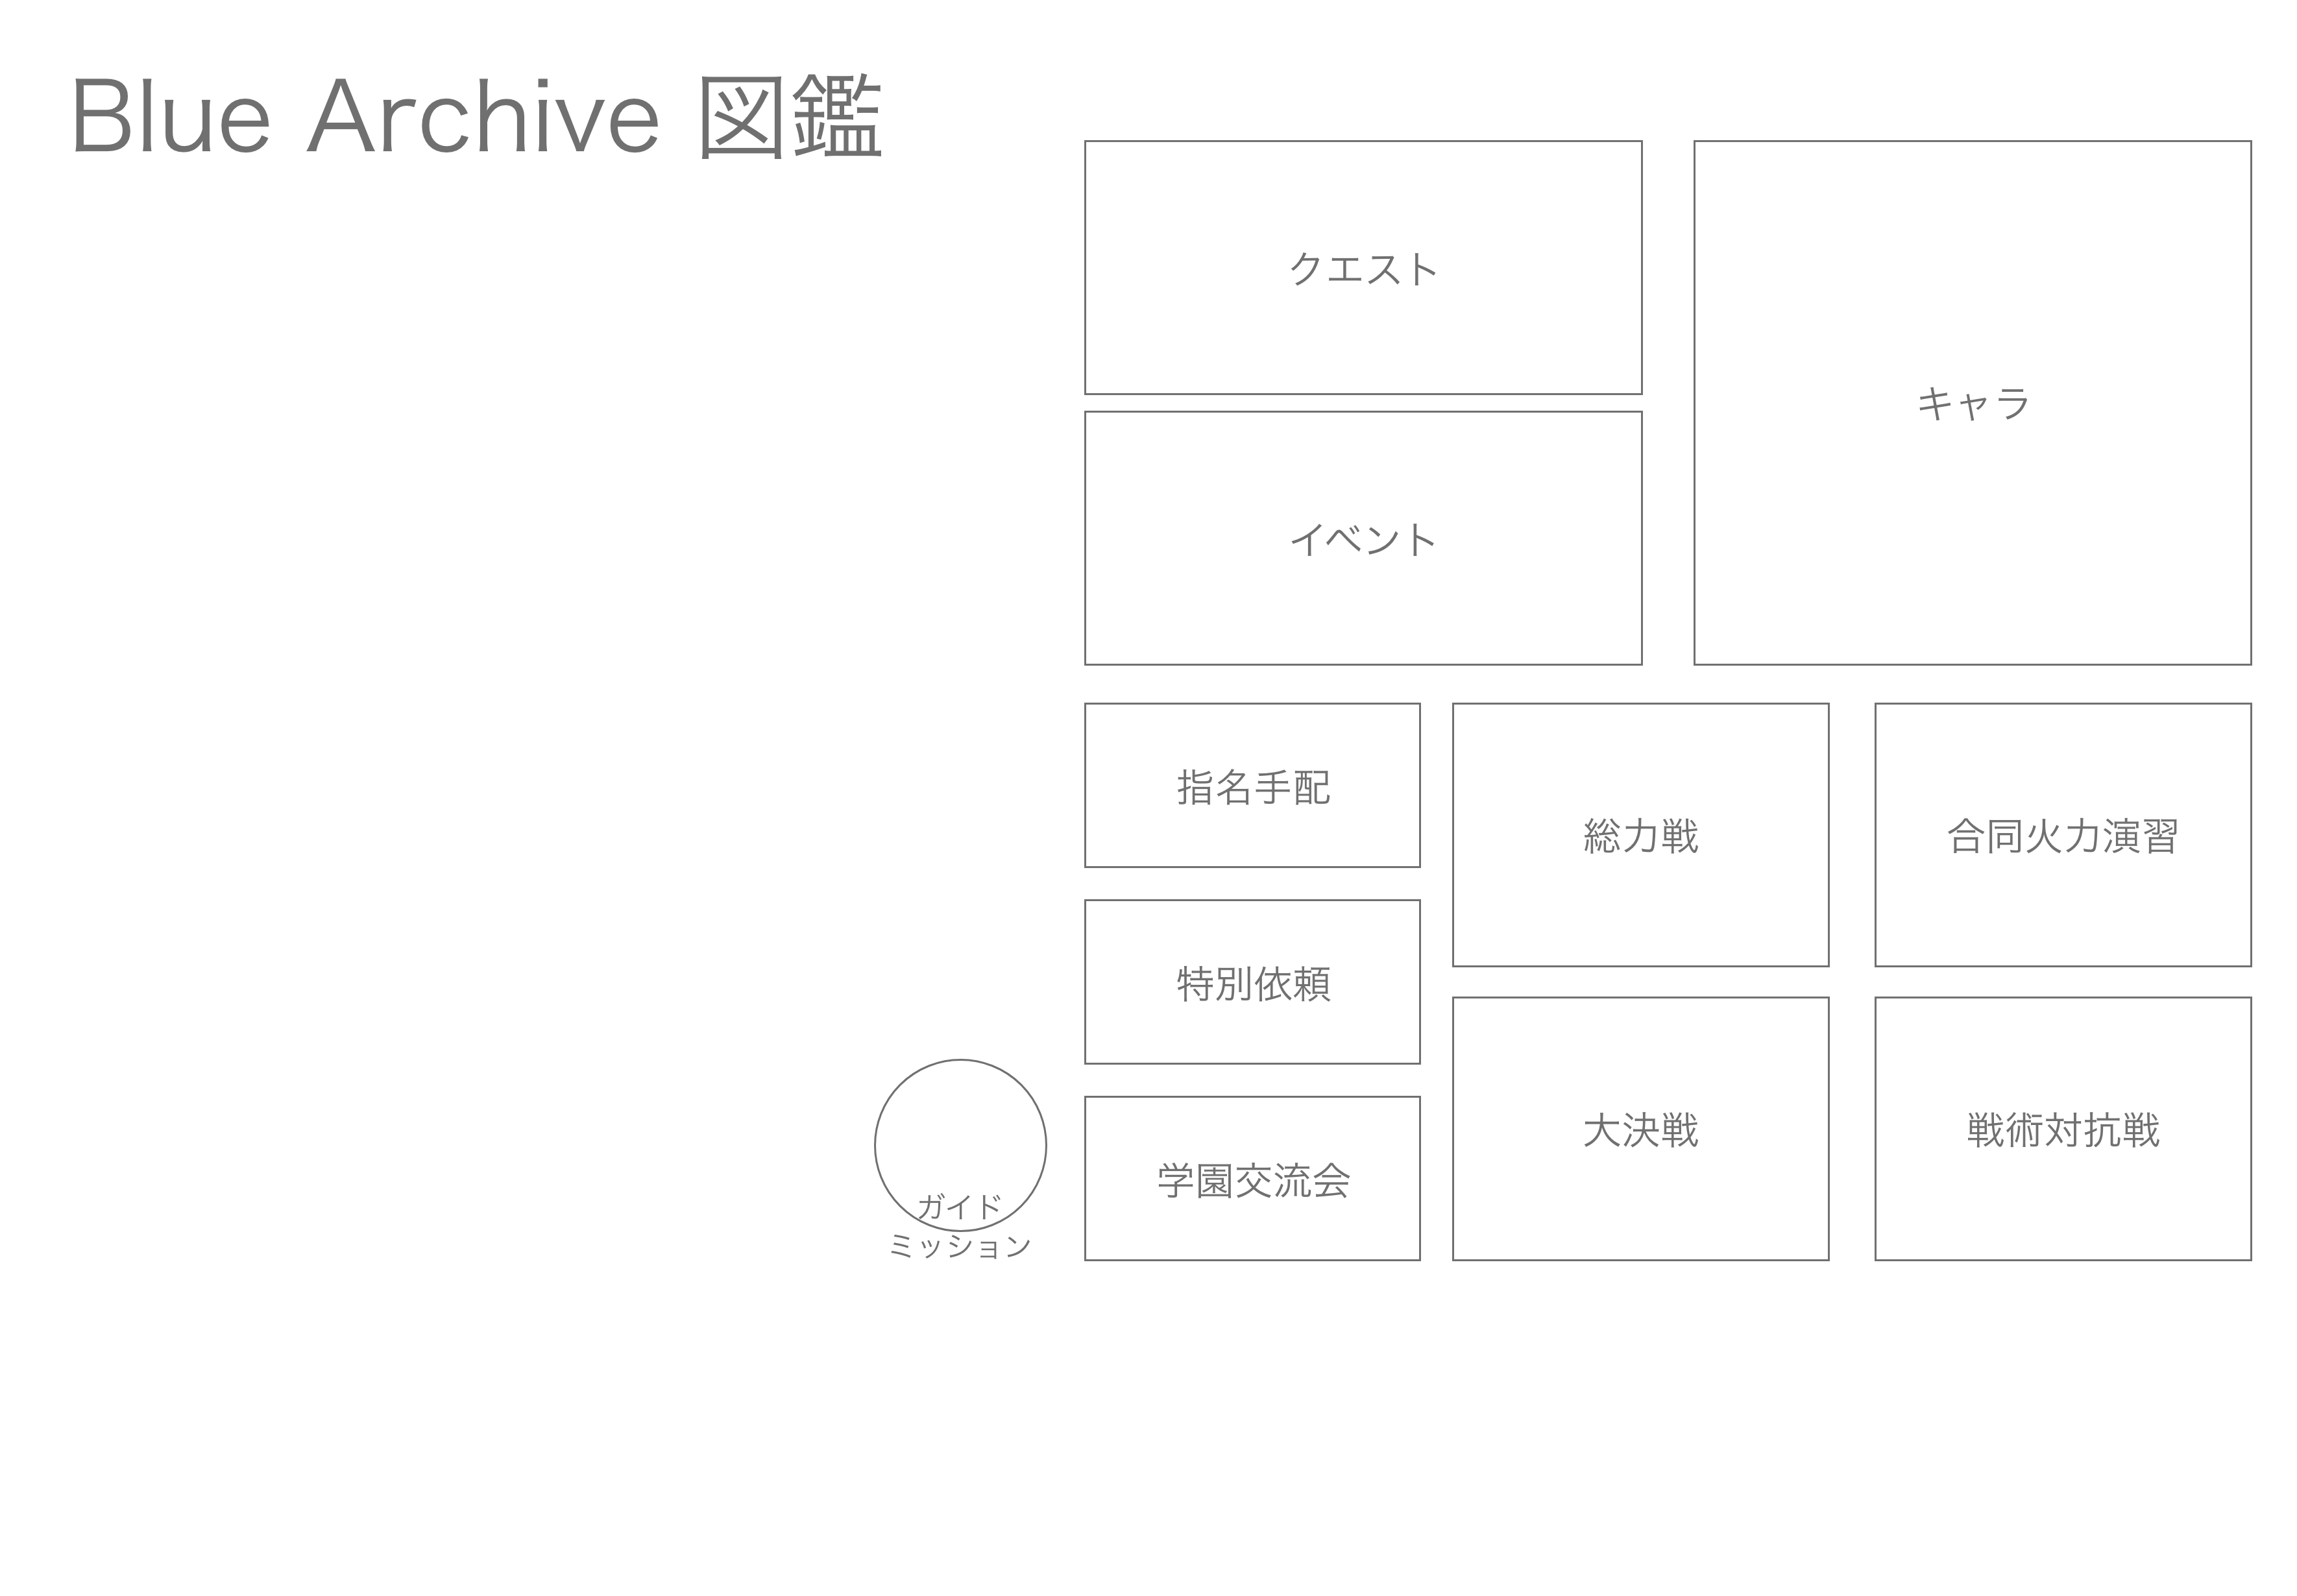 Blue Archive 図鑑
クエスト
キャラ
イベント
指名手配
総力戦
合同火力演習
特別依頼
大決戦
戦術対抗戦
学園交流会
ガイド
ミッション